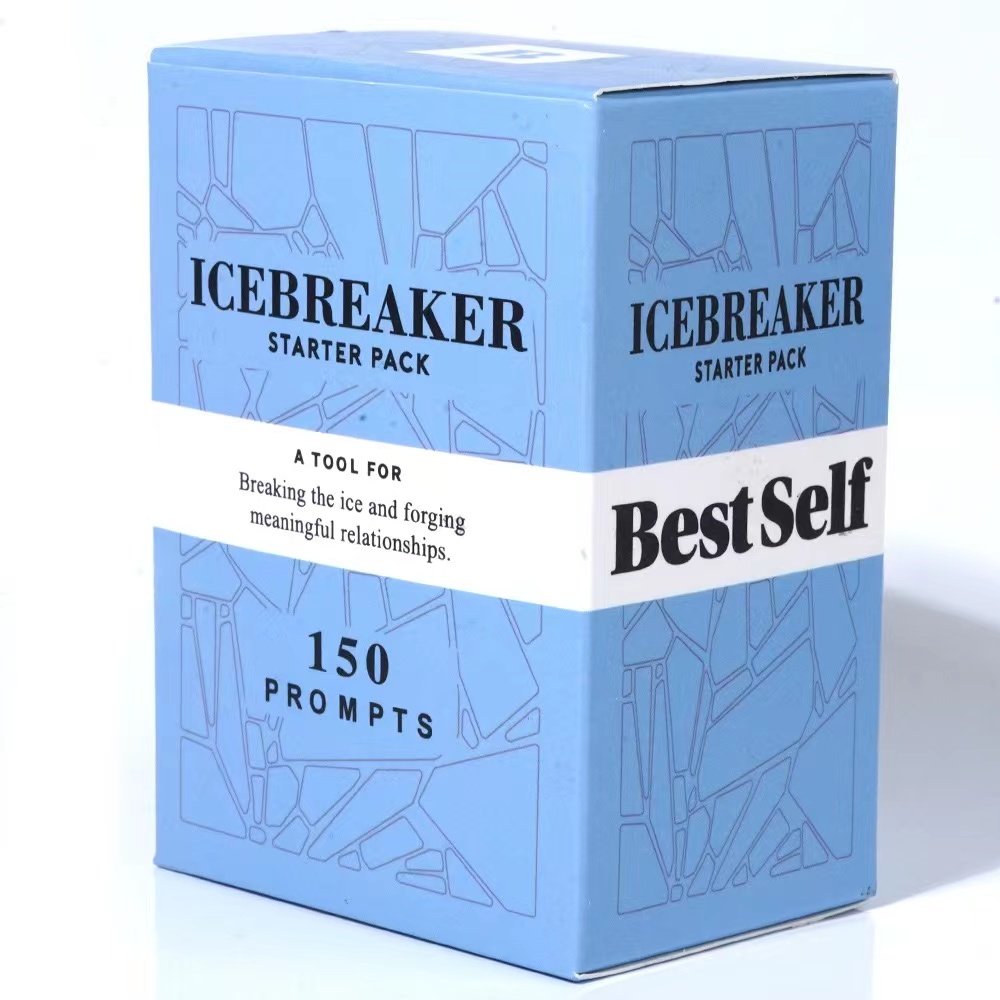 ICEBREAKER
STARTER PACK
A TOOL FOR
Breaking the ice and forging
meaningful relationships.
150
PROMPTS
ICEBREAKER
STARTER PACK
Best Self